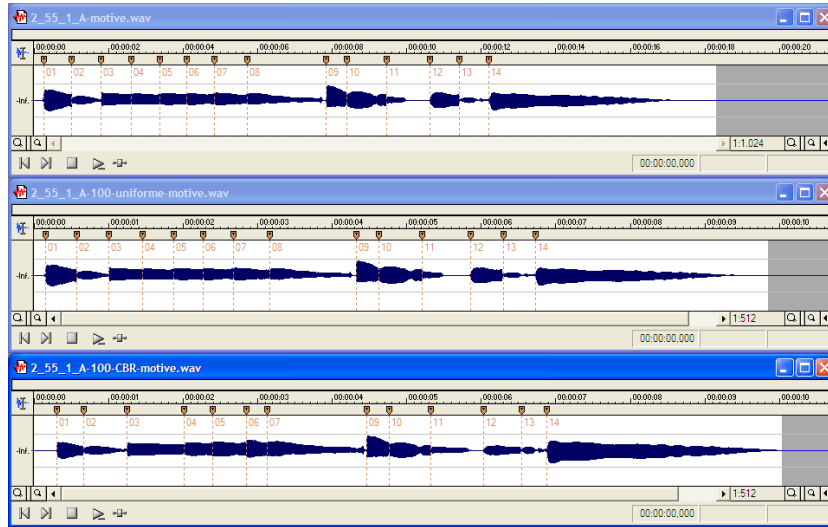 2_55_1_A-motive.wav
00:00:00 00:00:02 00:00:04 00:00:06 00:00:08 00:00:10 00:00:12 00:00:14 00:00:16 00:00:18 00:00:20
01 02 03 04 05 06 07 08 09 10 11 12 13 14
-Inf.
1:1.024
00:00:00,000
2_55_1_A-100-uniforme-motive.wav
00:00:00 00:00:01 00:00:02 00:00:03 00:00:04 00:00:05 00:00:06 00:00:07 00:00:08 00:00:09 00:00:10
01 02 03 04 05 06 07 08 09 10 11 12 13 14
-Inf.
1:512
00:00:00,000
2_55_1_A-100-CBR-motive.wav
00:00:00 00:00:01 00:00:02 00:00:03 00:00:04 00:00:05 00:00:06 00:00:07 00:00:08 00:00:09 00:00:10
01 02 03 04 05 06 07 09 10 11 12 13 14
-Inf.
1:512
00:00:00,000